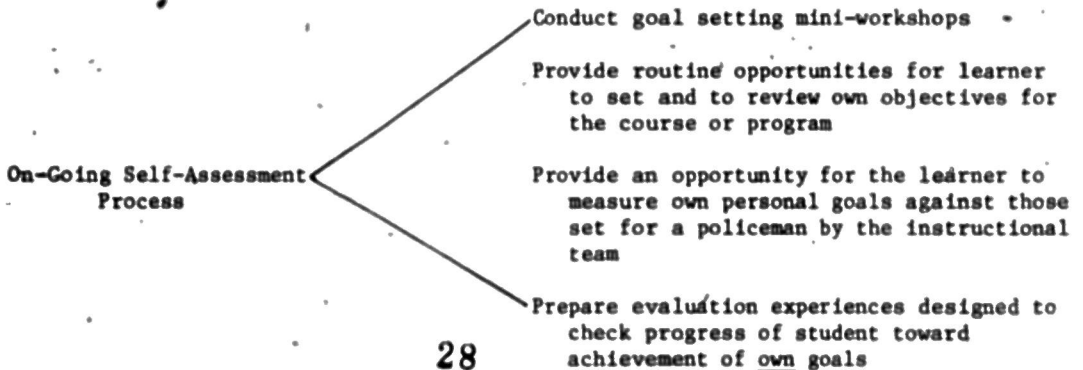 Conduct goal setting mini-workshops
Provide routine opportunities for learner
to set and to review own objectives for
the course or program
On-Going Self-Assessment
Process
Provide an opportunity for the learner to
measure own personal goals against those
set for a policeman by the instructional
team
Prepare evaluation experiences designed to
check progress of student toward
achievement of own goals
28